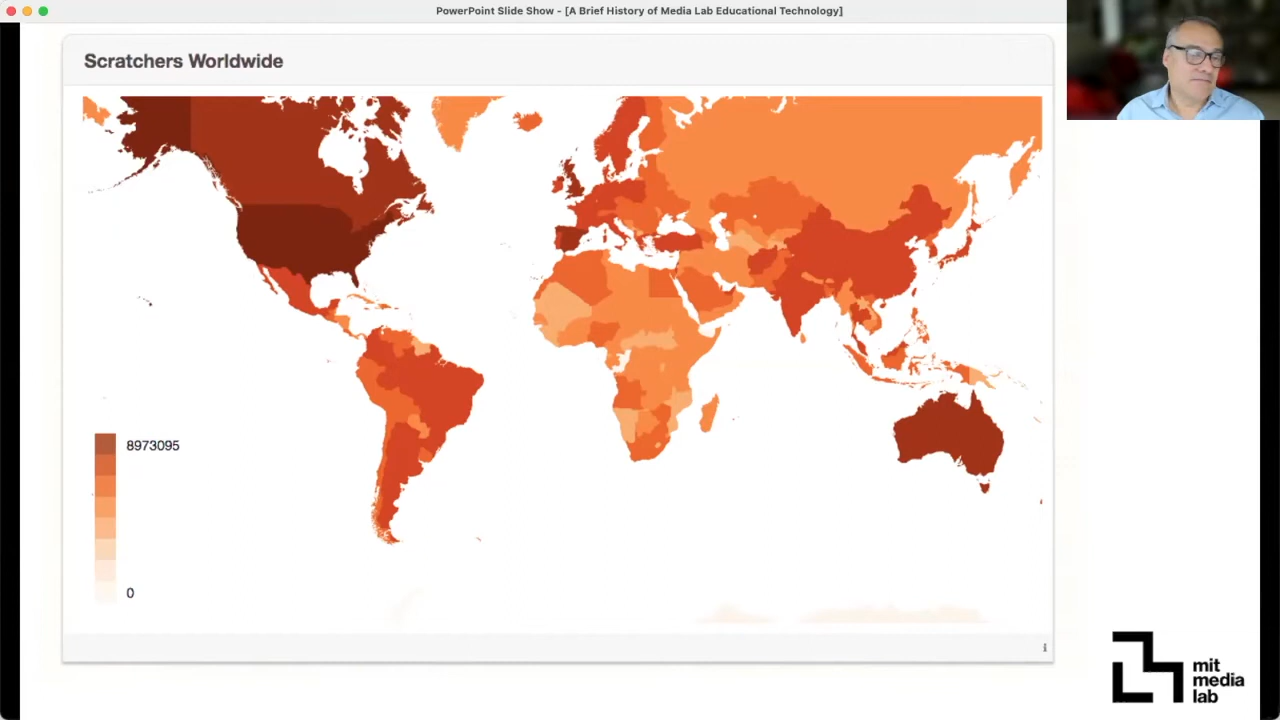 PowerPoint Slide Show - [A Brief History of Media Lab Educational Technology]
Scratchers Worldwide
8973095
0
i
mit
media
lab